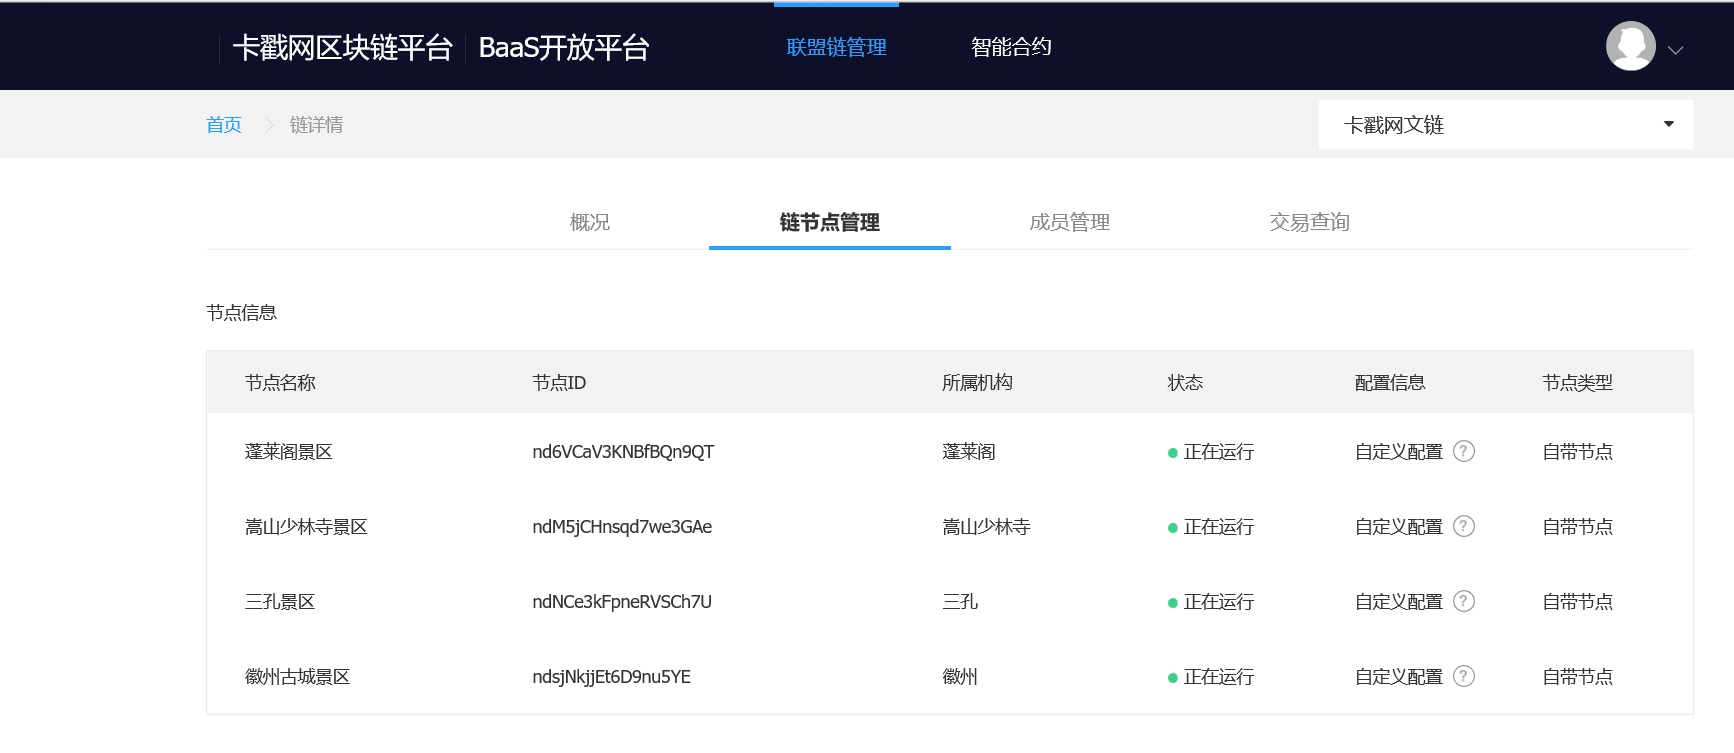 卡戳网区块链平台 BaaS开放平台 联盟链管理 智能合约
首页 链详情 卡戳网文链
概况 链节点管理 成员管理 交易查询
节点信息
节点名称 节点ID 所属机构 状态 配置信息 节点类型
蓬莱阁景区 nd6VCaV3KNBfBQn9QT 蓬莱阁 正在运行 自定义配置 ? 自带节点
嵩山少林寺景区 ndM5jCHnsqd7we3GAe 嵩山少林寺 正在运行 自定义配置 ? 自带节点
三孔景区 ndNCe3kFpneRVSCh7U 三孔 正在运行 自定义配置 ? 自带节点
徽州古城景区 ndsjNkjjEt6D9nu5YE 徽州 正在运行 自定义配置 ? 自带节点